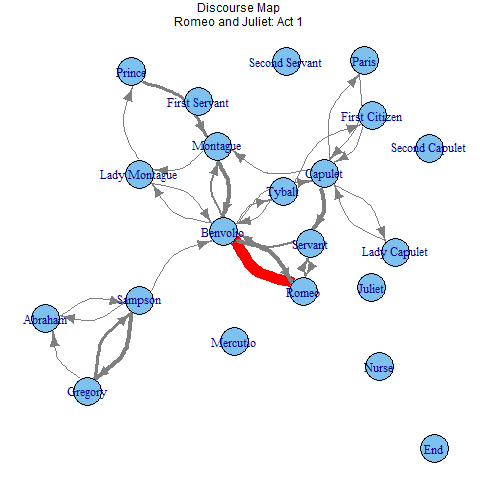 Discourse Map
Romeo and Juliet: Act 1
Second Servant
Paris
Prince
First Servant
First Citizen
Montague
Second Capulet
Lady Montague
Tybalt
Capulet
Benvolio
Servant
Lady Capulet
Romeo
Juliet
Sampson
Abraham
Mercutio
Nurse
Gregory
End